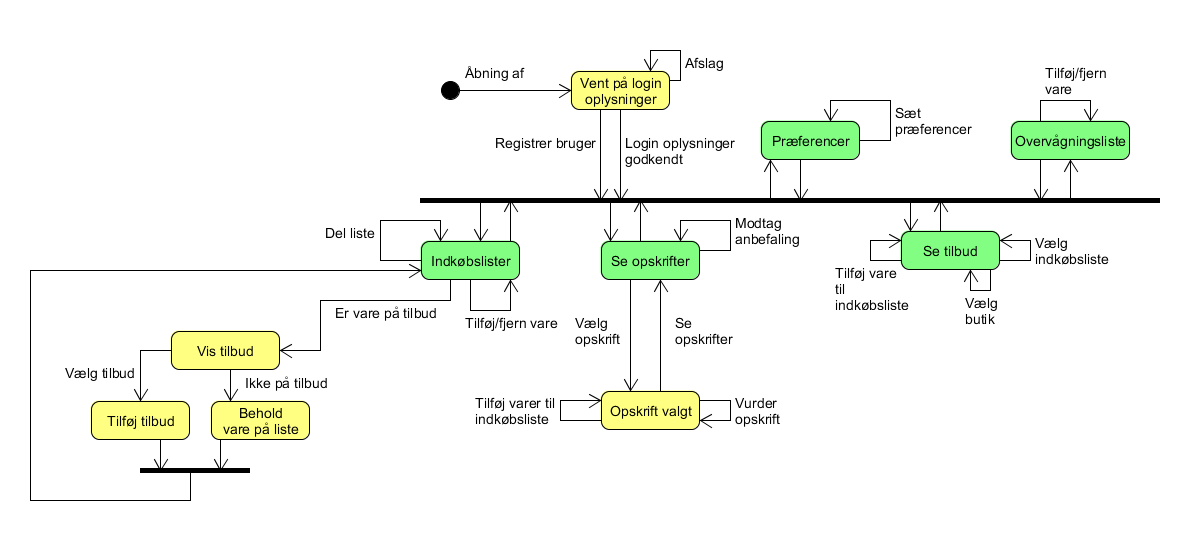 Åbning af
Vent på login
oplysninger
Afslag
Tilføj/fjern
vare
Sæt
præferencer
Præferencer
Overvågningsliste
Registrer bruger
Login oplysninger
godkendt
Del liste
Indkøbslister
Se opskrifter
Modtag
anbefaling
Se tilbud
Vælg
indkøbsliste
Tilføj vare
til
indkøbsliste
Vælg
butik
Er vare på tilbud
Tilføj/fjern vare
Vælg
opskrift
Se
opskrifter
Vis tilbud
Vælg tilbud
Ikke på tilbud
Tilføj tilbud
Behold
vare på liste
Tilføj varer til
indkøbsliste
Opskrift valgt
Vurder
opskrift